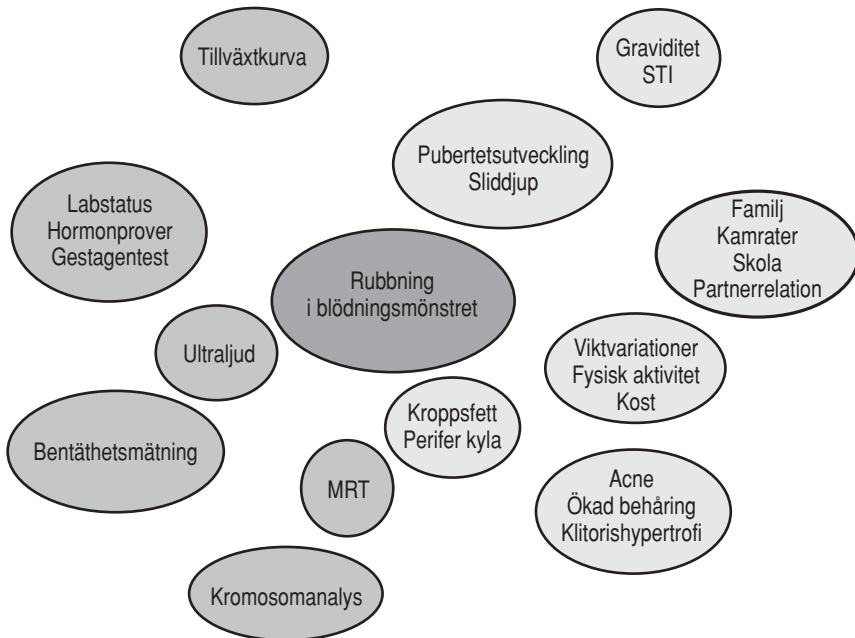 Tillväxtkurva
Graviditet
STI
Pubertetsutveckling
Sliddjup
Labstatus
Hormonprover
Gestagentest
Familj
Kamrater
Skola
Partnerrelation
Rubbning
i blödningsmönstret
Ultraljud
Viktvariationer
Fysisk aktivitet
Kost
Kroppsfett
Perifer kyla
Bentäthetsmätning
MRT
Acne
Ökad behåring
Klitorishypertrofi
Kromosomanalys